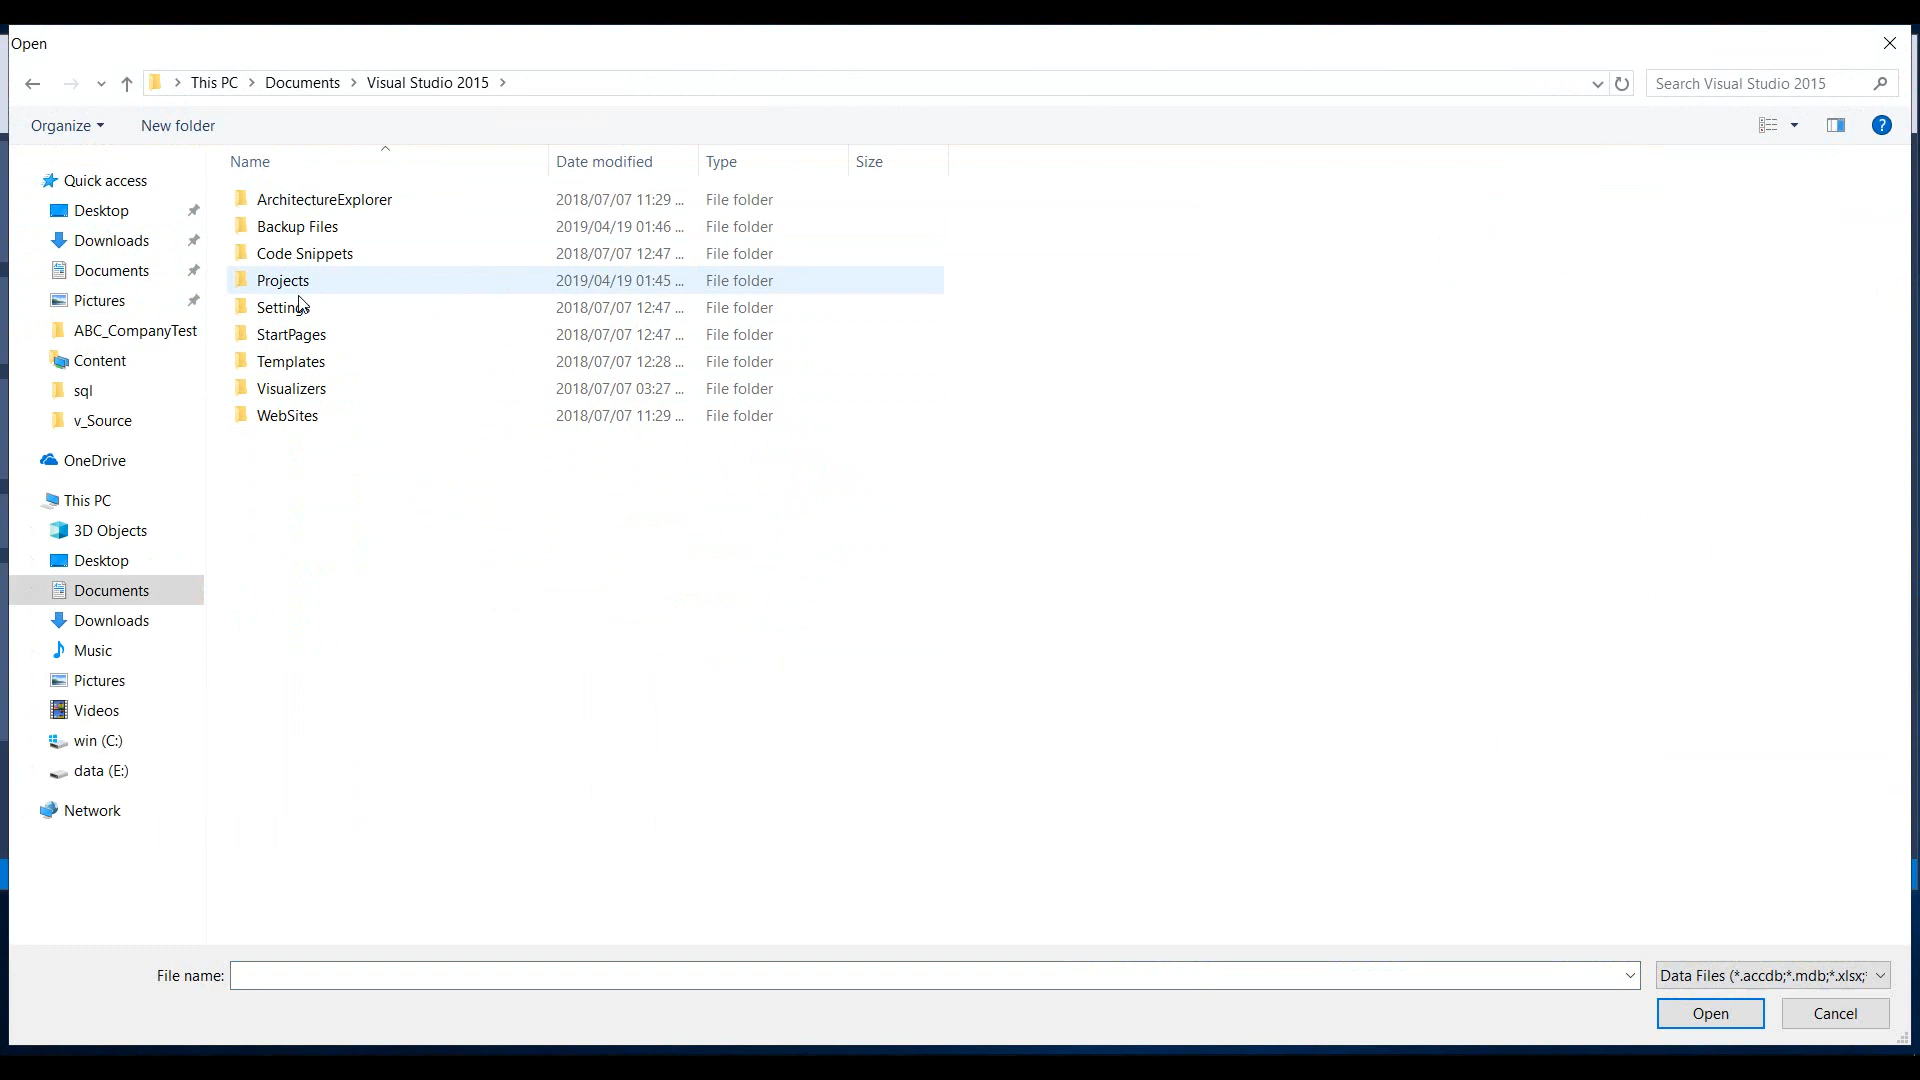 Open
This PC Documents Visual Studio 2015
Search Visual Studio 2015
Organize New folder
?
Name Date modified Type Size
Quick access
Desktop
Downloads
Documents
Pictures
ABC_CompanyTest
Content
sql
v_Source
OneDrive
This PC
3D Objects
Desktop
Documents
Downloads
Music
Pictures
Videos
win (C:)
data (E:)
Network
ArchitectureExplorer 2018/07/07 11:29 ... File folder
Backup Files 2019/04/19 01:46 ... File folder
Code Snippets 2018/07/07 12:47 ... File folder
Projects 2019/04/19 01:45 ... File folder
Settings 2018/07/07 12:47 ... File folder
StartPages 2018/07/07 12:47 ... File folder
Templates 2018/07/07 12:28 ... File folder
Visualizers 2018/07/07 03:27 ... File folder
WebSites 2018/07/07 11:29 ... File folder
File name:
Data Files (*.accdb;*.mdb;*.xlsx;*
Open Cancel